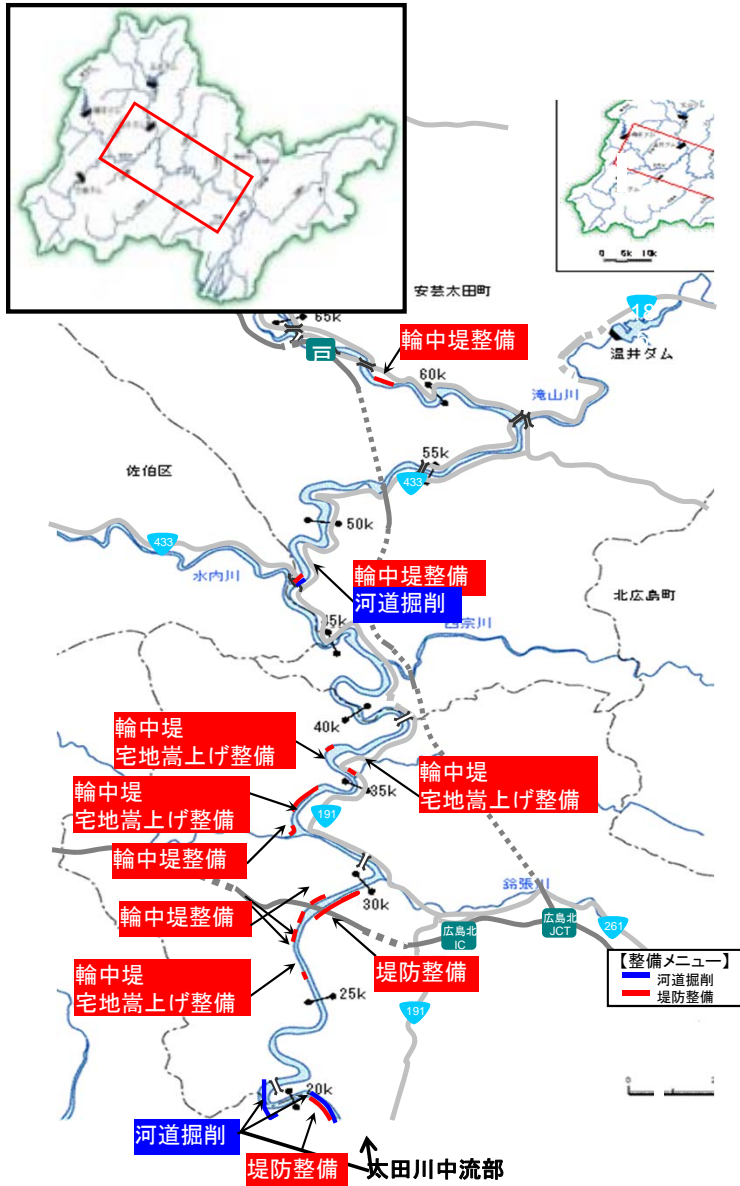 安芸太田町
65k
18
温井ダム
輪中堤整備
60k
滝山川
佐伯区
55k
433
50k
433
水内川
輪中堤整備
河道掘削
北広島町
40k
輪中堤
宅地嵩上げ整備
輪中堤
宅地嵩上げ整備
35k
輪中堤
宅地嵩上げ整備
191
輪中堤整備
鈴張川
30k
輪中堤整備
広島北
IC
広島北
JCT
261
堤防整備
【整備メニュー】
河道掘削
堤防整備
輪中堤
宅地嵩上げ整備
25k
191
20k
河道掘削
堤防整備
太田川中流部
0 5k 10k